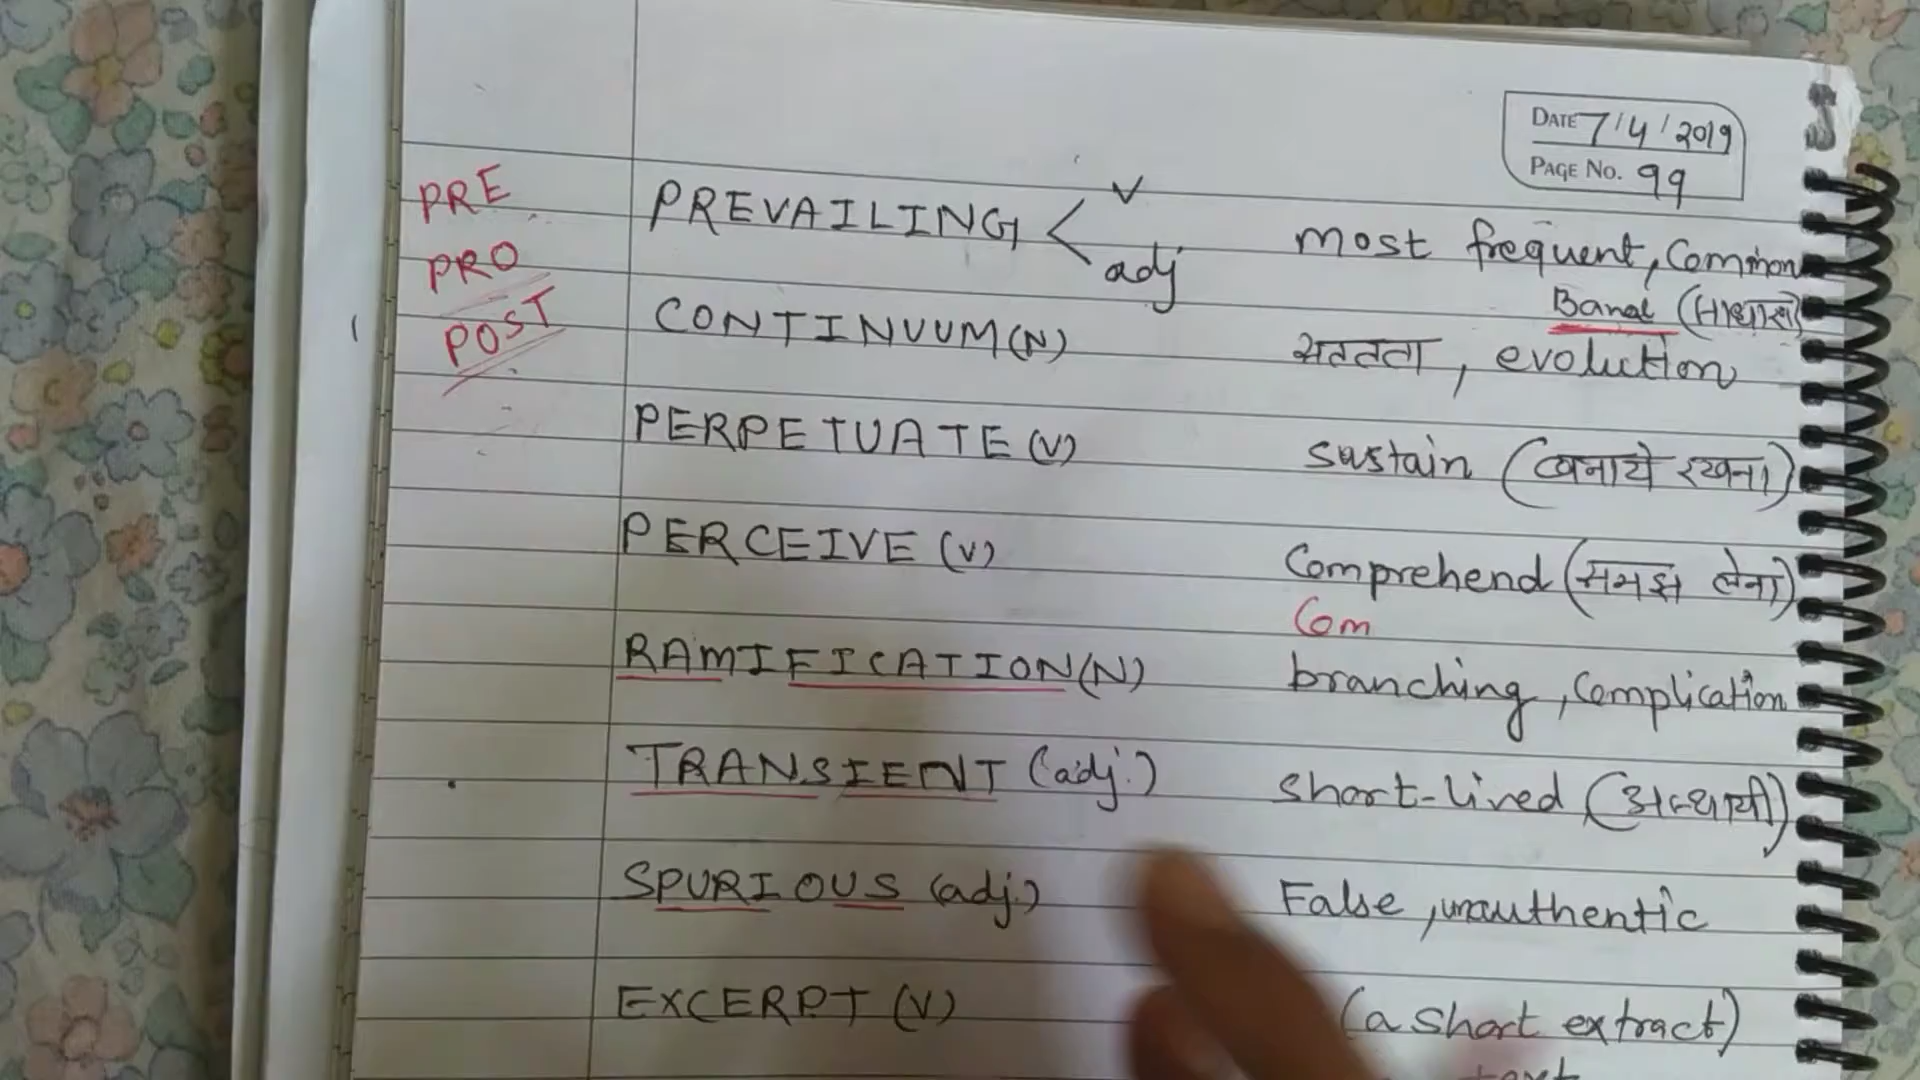 DATE 7/4/2019
PAGE NO. 99
PRE
PRO
POST
PREVAILING < v
adj
most frequent, Common
Banal (साधारण)
CONTINUUM (N) सततता, evolution
PERPETUATE (V) sustain (बनाये रखना)
PERCEIVE (V) Comprehend (समझ लेना)
Com
RAMIFICATION (N) branching, Complication
TRANSIENT (adj.) short-lived (अस्थायी)
SPURIOUS (adj.) False, unauthentic
EXCERPT (V) (a short extract)